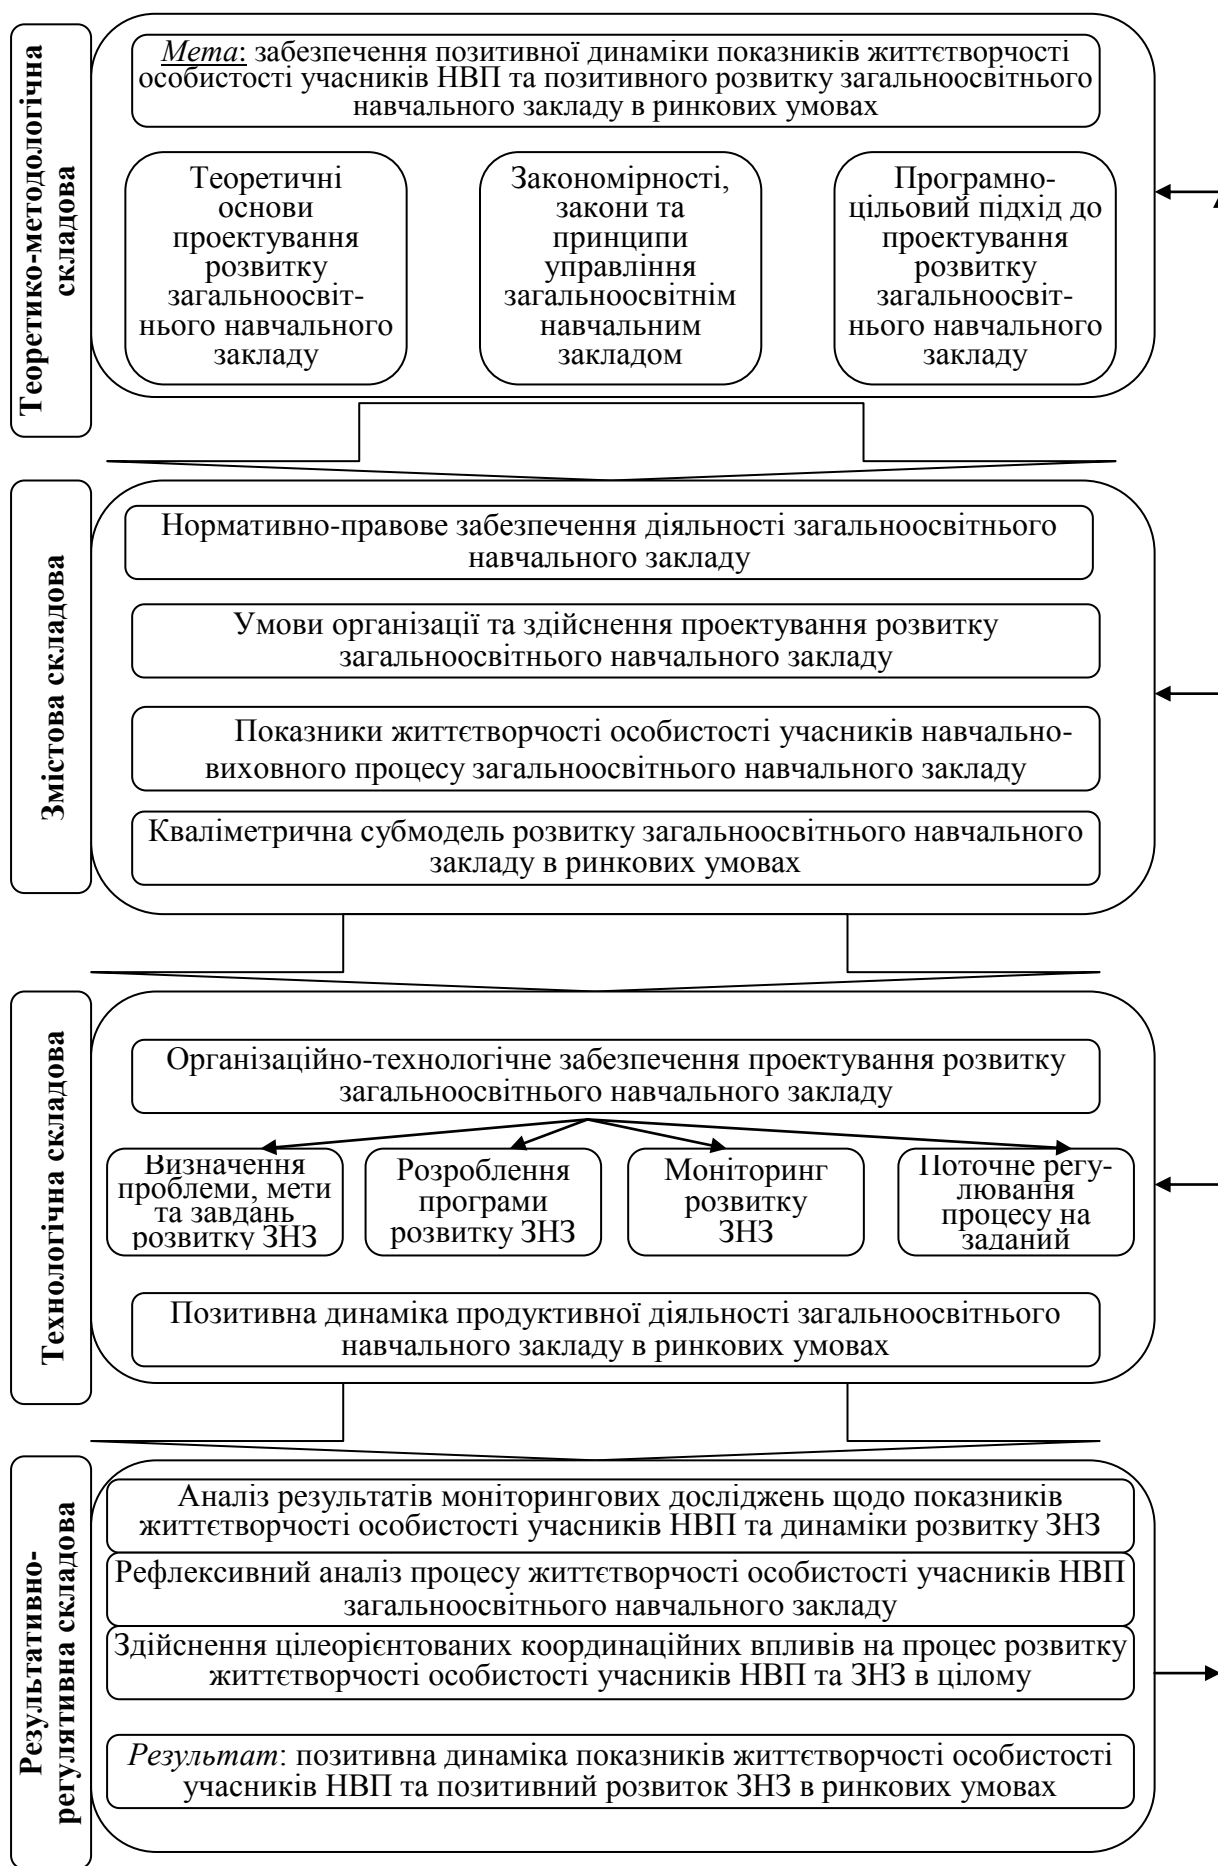 Теоретико-методологічна
складова
Мета: забезпечення позитивної динаміки показників життєтворчості
особистості учасників НВП та позитивного розвитку загальноосвітнього
навчального закладу в ринкових умовах
Теоретичні
основи
проектування
розвитку
загальноосвіт-
нього навчального
закладу
Закономірності,
закони та
принципи
управління
загальноосвітнім
навчальним
закладом
Програмно-
цільовий підхід до
проектування
розвитку
загальноосвіт-
нього навчального
закладу
Змістова складова
Нормативно-правове забезпечення діяльності загальноосвітнього
навчального закладу
Умови організації та здійснення проектування розвитку
загальноосвітнього навчального закладу
Показники життєтворчості особистості учасників навчально-
виховного процесу загальноосвітнього навчального закладу
Кваліметрична субмодель розвитку загальноосвітнього навчального
закладу в ринкових умовах
Технологічна складова
Організаційно-технологічне забезпечення проектування розвитку
загальноосвітнього навчального закладу
Визначення
проблеми, мети
та завдань
розвитку ЗНЗ
Розроблення
програми
розвитку ЗНЗ
Моніторинг
розвитку
ЗНЗ
Поточне регу-
лювання
процесу на
заданий
Позитивна динаміка продуктивної діяльності загальноосвітнього
навчального закладу в ринкових умовах
Результативно-
регулятивна складова
Аналіз результатів моніторингових досліджень щодо показників
життєтворчості особистості учасників НВП та динаміки розвитку ЗНЗ
Рефлексивний аналіз процесу життєтворчості особистості учасників НВП
загальноосвітнього навчального закладу
Здійснення цілеорієнтованих координаційних впливів на процес розвитку
життєтворчості особистості учасників НВП та ЗНЗ в цілому
Результат: позитивна динаміка показників життєтворчості особистості
учасників НВП та позитивний розвиток ЗНЗ в ринкових умовах